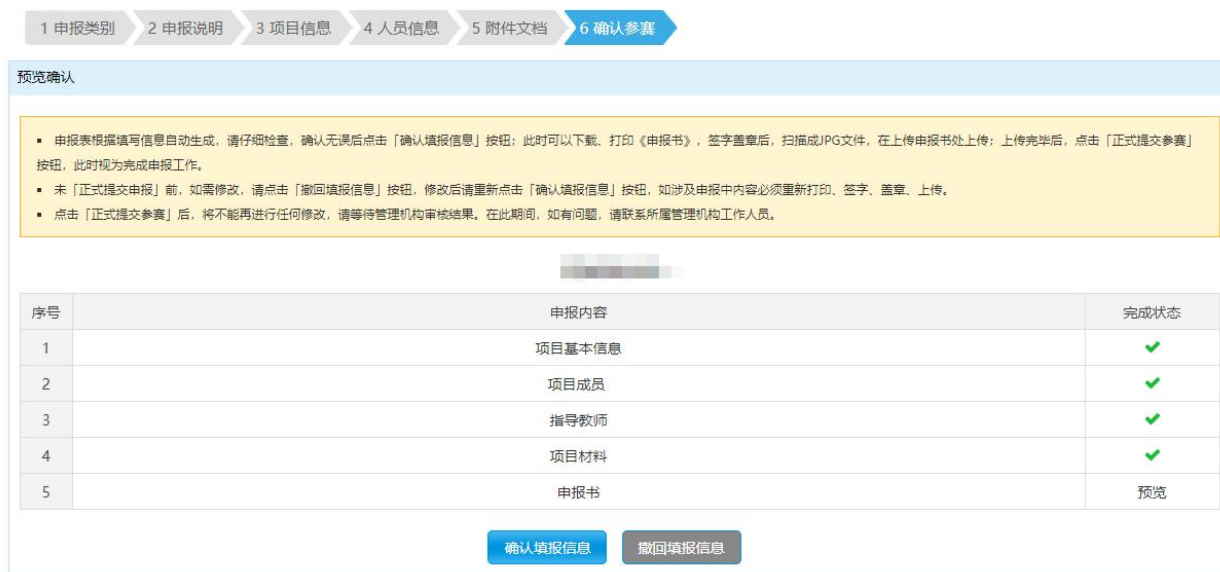 1 申报类别 2 申报说明 3 项目信息 4 人员信息 5 附件文档 6 确认参赛
预览确认
▪ 申报表根据填写信息自动生成，请仔细检查，确认无误后点击「确认填报信息」按钮；此时可以下载、打印《申报书》，签字盖章后，扫描成JPG文件，在上传申报书处上传；上传完毕后，点击「正式提交参赛」
按钮，此时视为完成申报工作。
▪ 未「正式提交申报」前，如需修改，请点击「撤回填报信息」按钮，修改后请重新点击「确认填报信息」按钮，如涉及申报中内容必须重新打印、签字、盖章、上传。
▪ 点击「正式提交参赛」后，将不能再进行任何修改，请等待管理机构审核结果。在此期间，如有问题，请联系所属管理机构工作人员。
序号 申报内容 完成状态
1 项目基本信息 ✔
2 项目成员 ✔
3 指导教师 ✔
4 项目材料 ✔
5 申报书 预览
确认填报信息 撤回填报信息